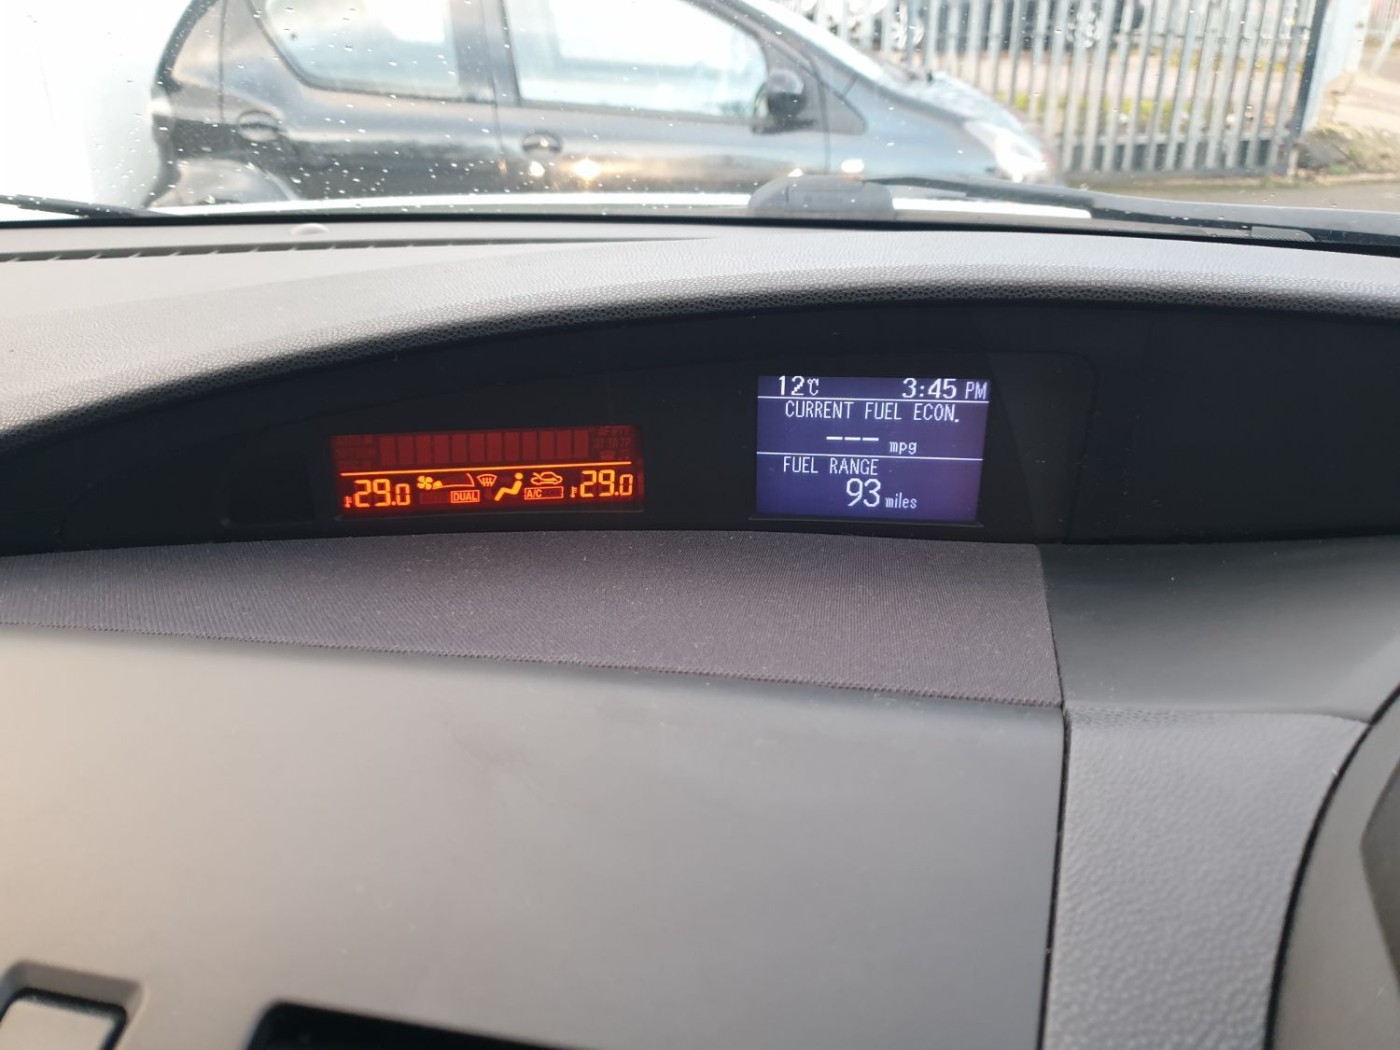 29.0 DUAL A/C 29.0
12℃ 3:45 PM
CURRENT FUEL ECON.
--- mpg
FUEL RANGE
93 miles